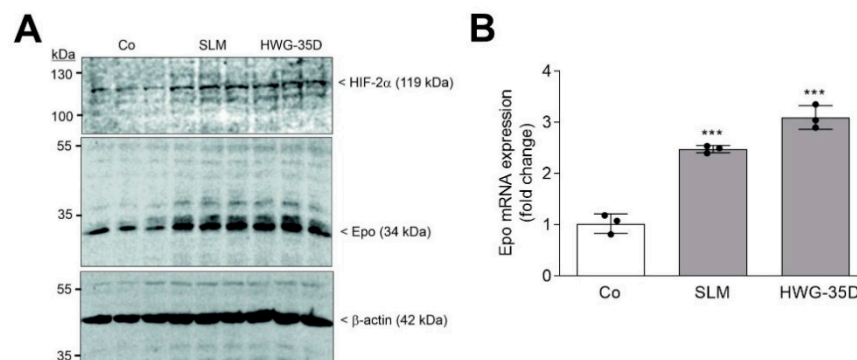 A
Co SLM HWG-35D
kDa
130
< HIF-2α (119 kDa)
100
55
35
< Epo (34 kDa)
55
< β-actin (42 kDa)
35
B
Epo mRNA expression
(fold change)
4
3
2
1
0
***
***
Co SLM HWG-35D